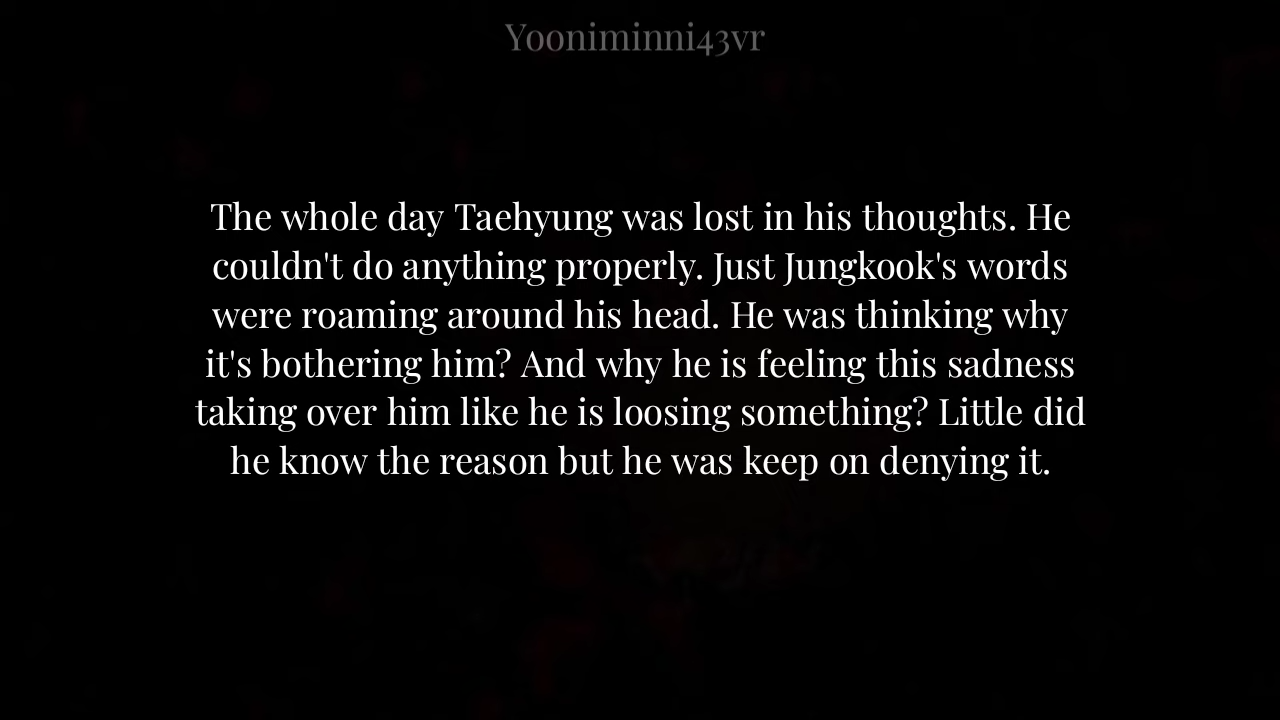 Yooniminni43vr
The whole day Taehyung was lost in his thoughts. He
couldn't do anything properly. Just Jungkook's words
were roaming around his head. He was thinking why
it's bothering him? And why he is feeling this sadness
taking over him like he is loosing something? Little did
he know the reason but he was keep on denying it.